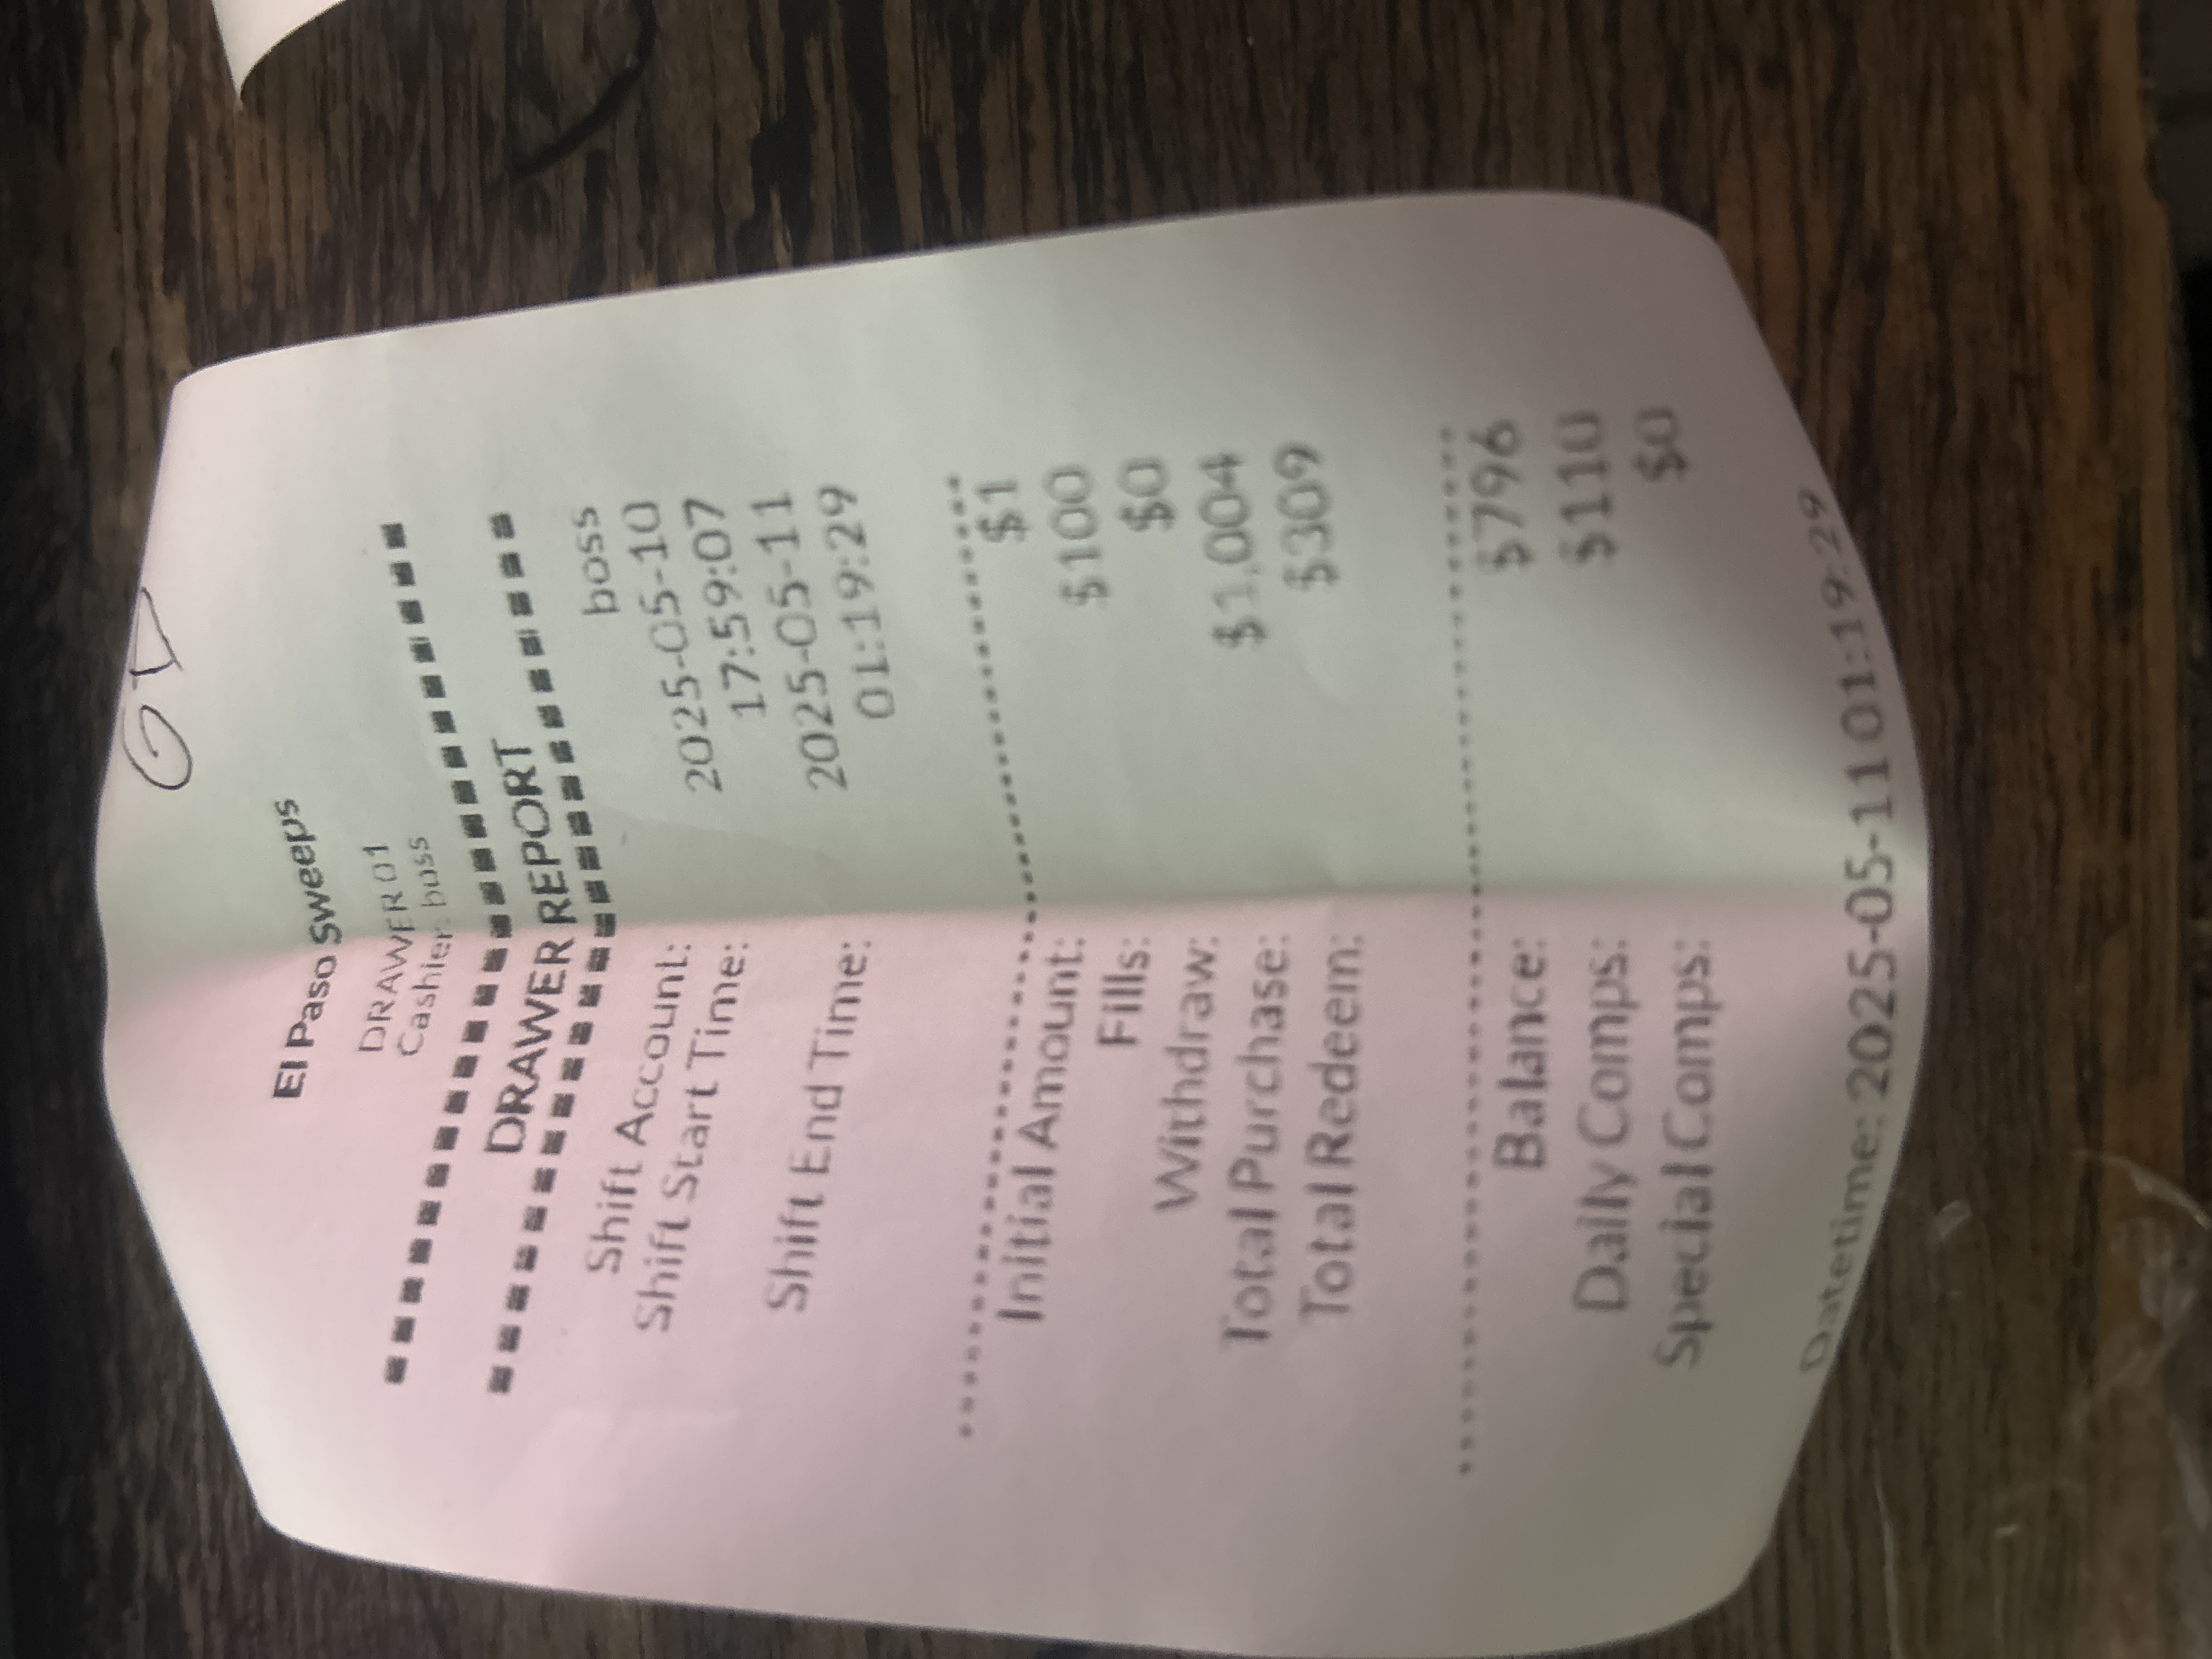 El Paso Sweeps
DRAWER 01
Cashier: boss
DRAWER REPORT
Shift Account: boss
Shift Start Time: 2025-05-10
17:59:07
Shift End Time: 2025-05-11
01:19:29
Initial Amount: $1
Fills: $100
Withdraw: $0
Total Purchase: $1,004
Total Redeem: $309
Balance: $796
Daily Comps: $110
Special Comps: $0
Datetime: 2025-05-11 01:19:29